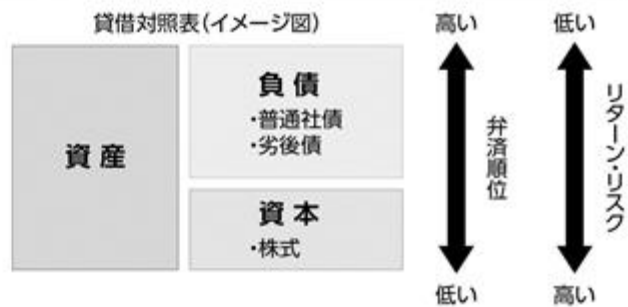 貸借対照表(イメージ図)
高い
低い
資産
負債
・普通社債
・劣後債
資本
・株式
弁済順位
リターン・リスク
低い
高い